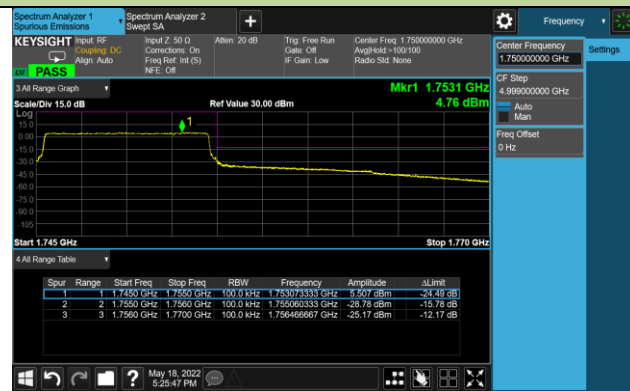 Spectrum Analyzer 1
Spurious Emissions
Spectrum Analyzer 2
Swept SA
Frequency
KEYSIGHT
Input: RF
Coupling: DC
Align: Auto
Input Z: 50 Ω
Corrections: On
Freq Ref: Int (S)
NFE: Off
Atten: 20 dB
Trig: Free Run
Gate: Off
IF Gain: Low
Center Freq: 1.750000000 GHz
Avg|Hold:>100/100
Radio Std: None
PASS
Center Frequency
1.750000000 GHz
Settings
CF Step
4.999000000 GHz
Auto
Man
Freq Offset
0 Hz
3 All Range Graph
Mkr1 1.7531 GHz
Scale/Div 15.0 dB
Ref Value 30.00 dBm
4.76 dBm
Log
15.0
0.00
-15.0
-30.0
-45.0
-60.0
-75.0
-90.0
-105
1
Start 1.745 GHz
Stop 1.770 GHz
4 All Range Table
Spur Range Start Freq Stop Freq RBW Frequency Amplitude ΔLimit
1 1 1.7450 GHz 1.7550 GHz 100.0 kHz 1.753073333 GHz 5.507 dBm -24.49 dB
2 2 1.7550 GHz 1.7560 GHz 100.0 kHz 1.755060333 GHz -28.78 dBm -15.78 dB
3 3 1.7560 GHz 1.7700 GHz 100.0 kHz 1.756466667 GHz -25.17 dBm -12.17 dB
May 18, 2022
5:25:47 PM